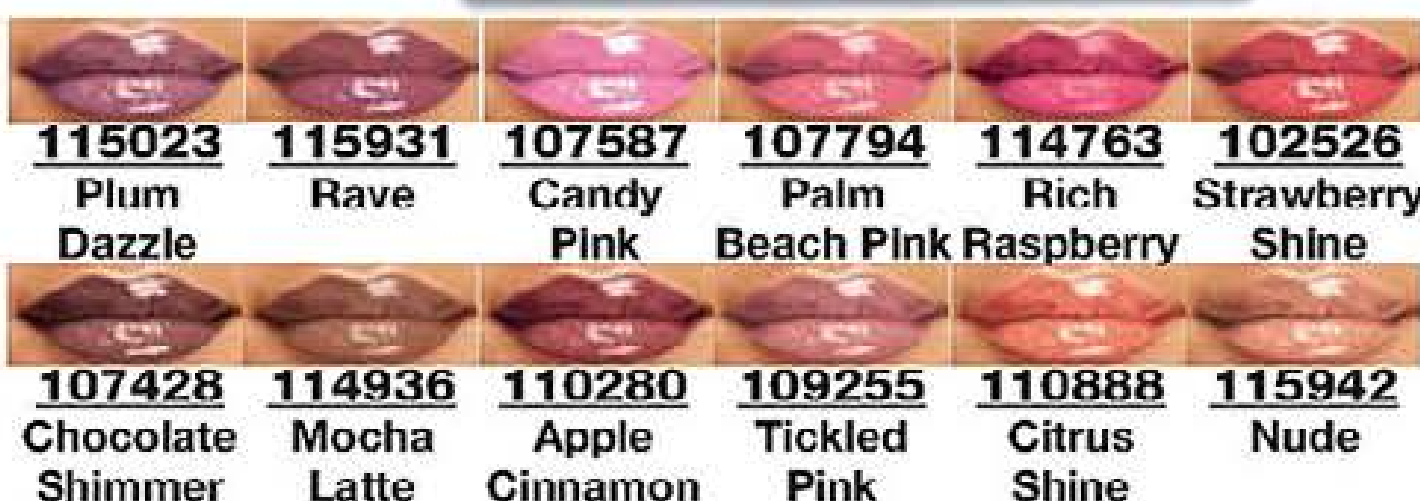 115023 115931 107587 107794 114763 102526
Plum Rave Candy Palm Rich Strawberry
Dazzle Pink Beach Pink Raspberry Shine
107428 114936 110280 109255 110888 115942
Chocolate Mocha Apple Tickled Citrus Nude
Shimmer Latte Cinnamon Pink Shine